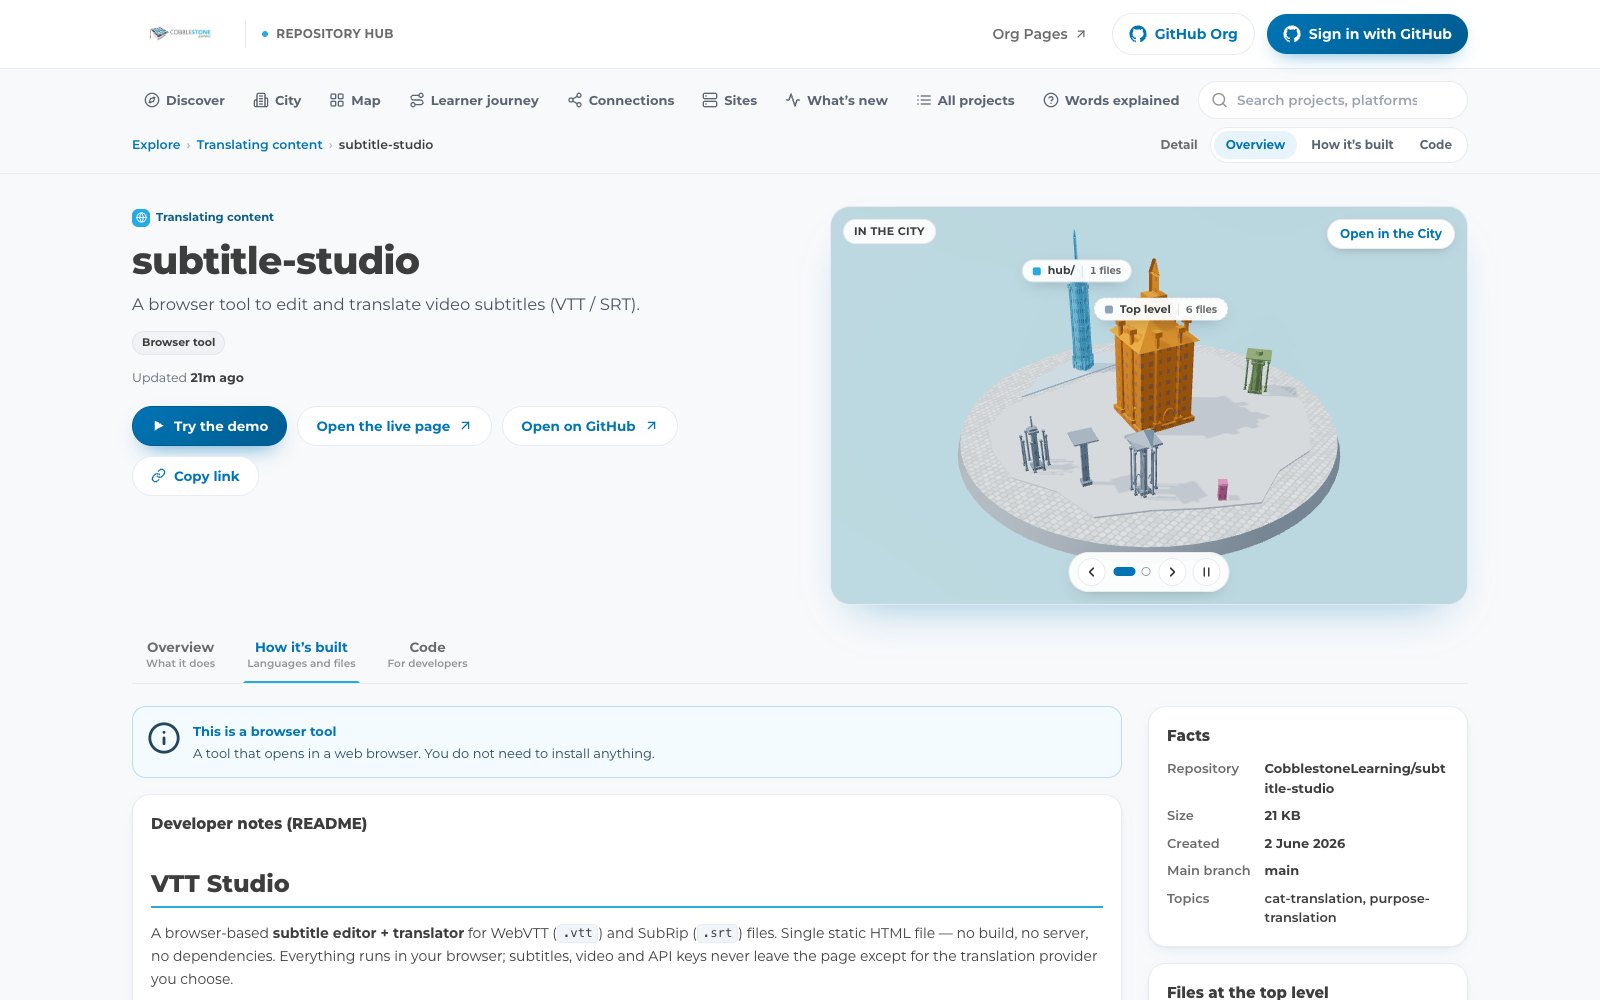 COBBLESTONE
REPOSITORY HUB
Org Pages
GitHub Org
Sign in with GitHub
Discover
City
Map
Learner journey
Connections
Sites
What's new
All projects
Words explained
Search projects, platforms
Explore › Translating content › subtitle-studio
Detail
Overview
How it's built
Code
Translating content
subtitle-studio
A browser tool to edit and translate video subtitles (VTT / SRT).
Browser tool
Updated 21m ago
Try the demo
Open the live page
Open on GitHub
Copy link
IN THE CITY
Open in the City
hub/ 1 files
Top level 6 files
Overview
What it does
How it's built
Languages and files
Code
For developers
This is a browser tool
A tool that opens in a web browser. You do not need to install anything.
Developer notes (README)
VTT Studio
A browser-based subtitle editor + translator for WebVTT (.vtt) and SubRip (.srt) files. Single static HTML file — no build, no server,
no dependencies. Everything runs in your browser; subtitles, video and API keys never leave the page except for the translation provider
you choose.
Facts
Repository CobblestoneLearning/subt
itle-studio
Size 21 KB
Created 2 June 2026
Main branch main
Topics cat-translation, purpose-
translation
Files at the top level